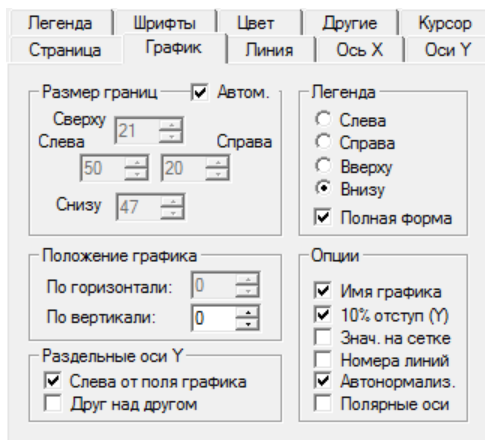 Легенда Шрифты Цвет Другие Курсор
Страница График Линия Ось X Оси Y
Размер границ Автом.
Сверху 21
Слева Справа
50 20
Снизу 47
Легенда
Слева
Справа
Вверху
Внизу
Полная форма
Положение графика
По горизонтали: 0
По вертикали: 0
Раздельные оси Y
Слева от поля графика
Друг над другом
Опции
Имя графика
10% отступ (Y)
Знач. на сетке
Номера линий
Автонормализ.
Полярные оси